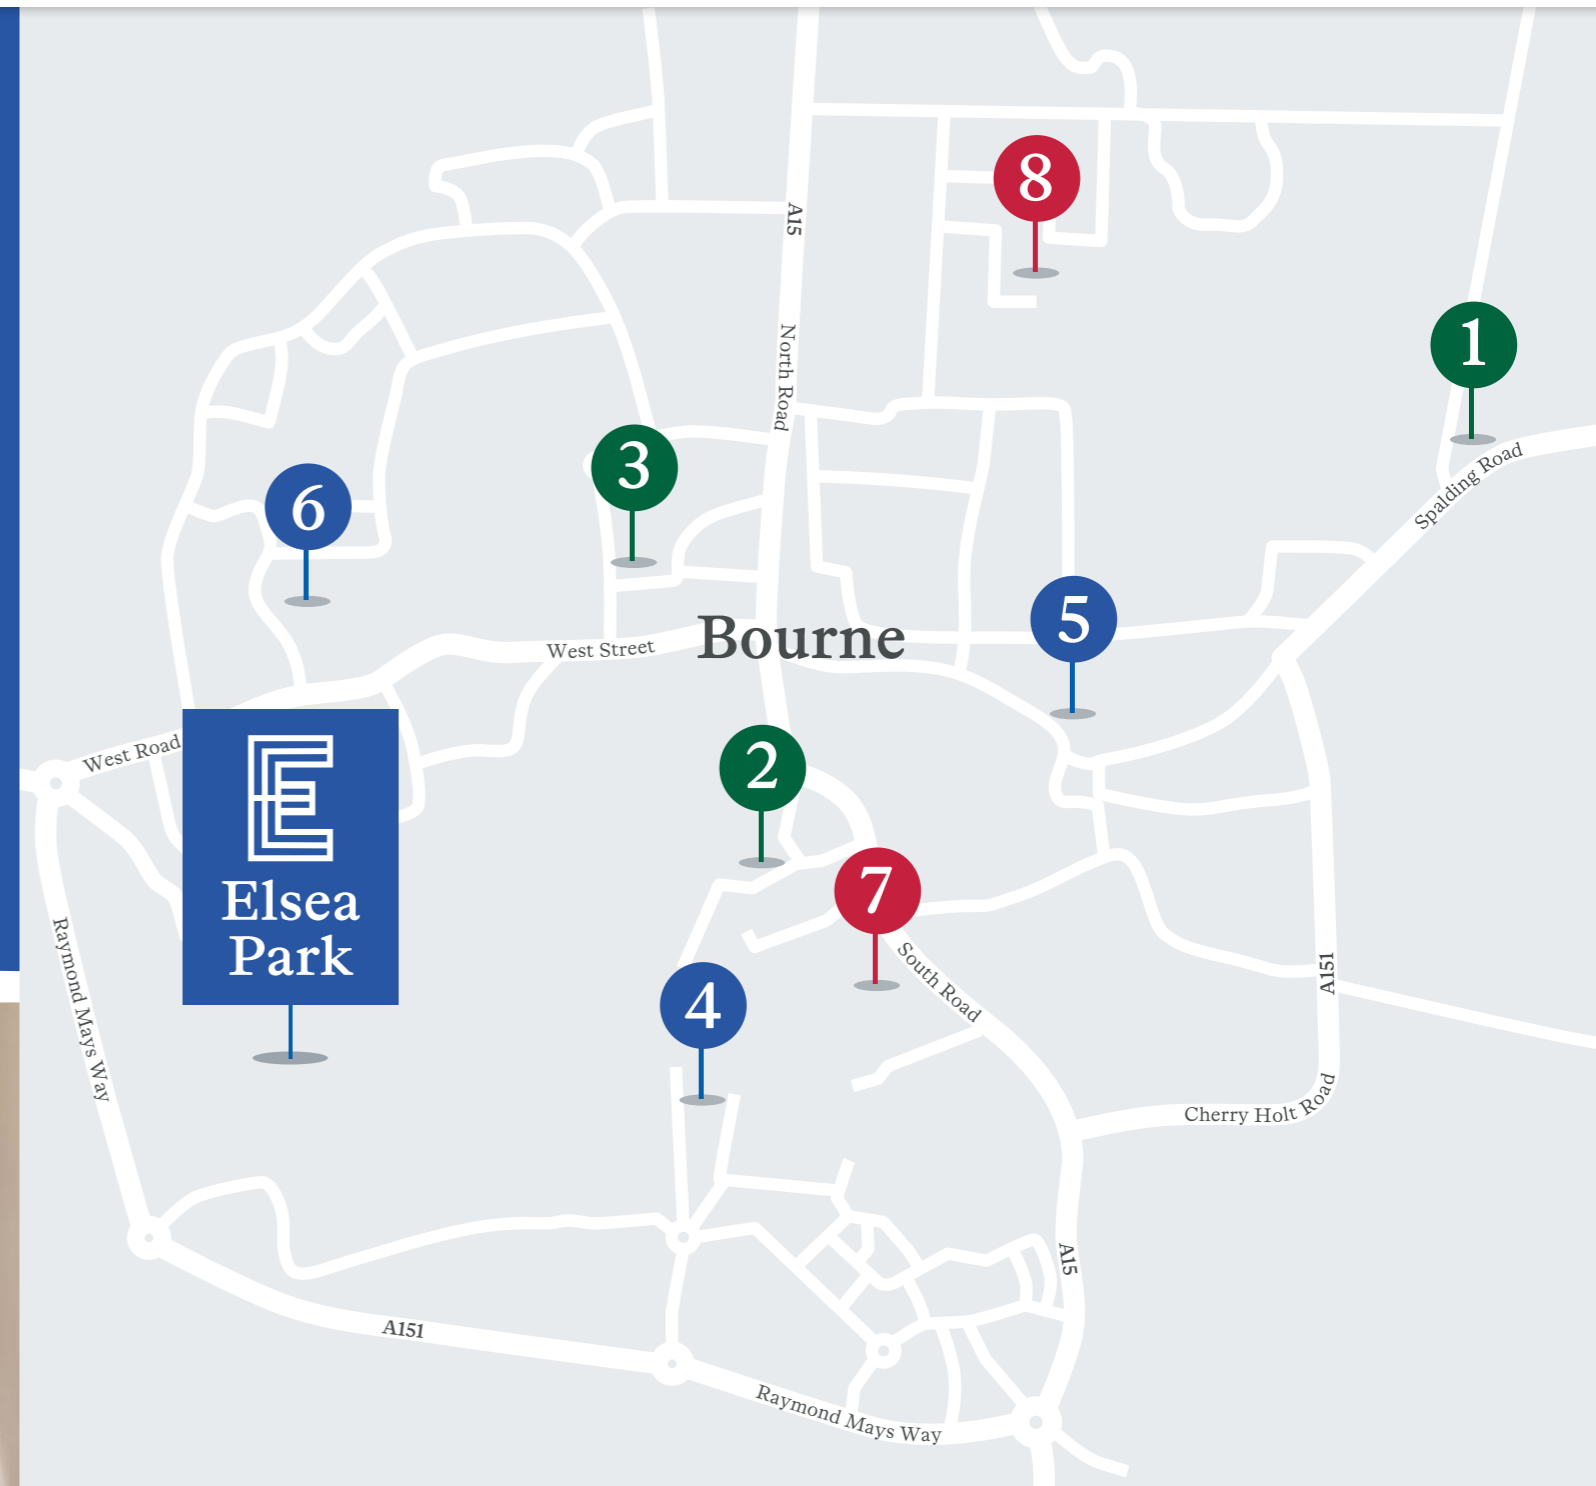 8
A15
1
North Road
3
Spalding Road
6
5
Bourne
West Street
West Road
2
E
Elsea
Park
7
Raymond Mays Way
South Road
A151
4
Cherry Holt Road
A15
A151
Raymond Mays Way